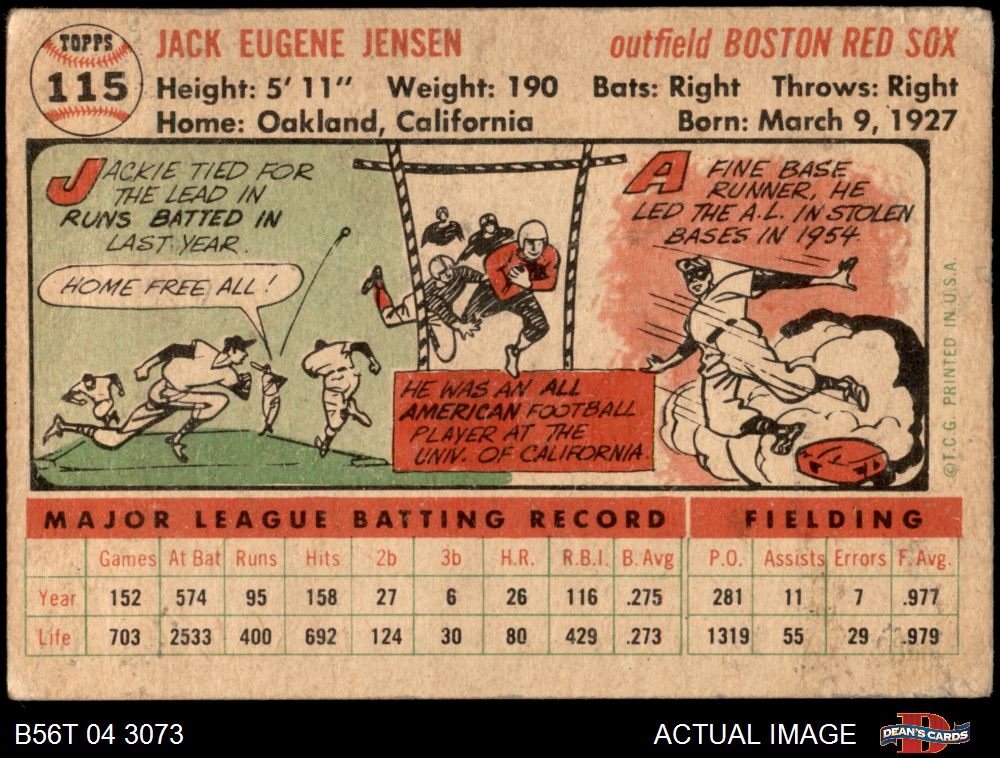 TOPPS
115
JACK EUGENE JENSEN
outfield BOSTON RED SOX
Height: 5' 11" Weight: 190 Bats: Right Throws: Right
Home: Oakland, California Born: March 9, 1927
JACKIE TIED FOR
THE LEAD IN
RUNS BATTED IN
LAST YEAR.
HOME FREE ALL!
HE WAS AN ALL
AMERICAN FOOTBALL
PLAYER AT THE
UNIV. OF CALIFORNIA.
A FINE BASE
RUNNER, HE
LED THE A.L. IN STOLEN
BASES IN 1954
©T.C.G. PRINTED IN U.S.A.
MAJOR LEAGUE BATTING RECORD FIELDING
Games At Bat Runs Hits 2b 3b H.R. R.B.I. B. Avg P.O. Assists Errors F. Avg.
Year 152 574 95 158 27 6 26 116 .275 281 11 7 .977
Life 703 2533 400 692 124 30 80 429 .273 1319 55 29 .979
B56T 04 3073
ACTUAL IMAGE
D
DEAN'S CARDS
www.DeansCards.com